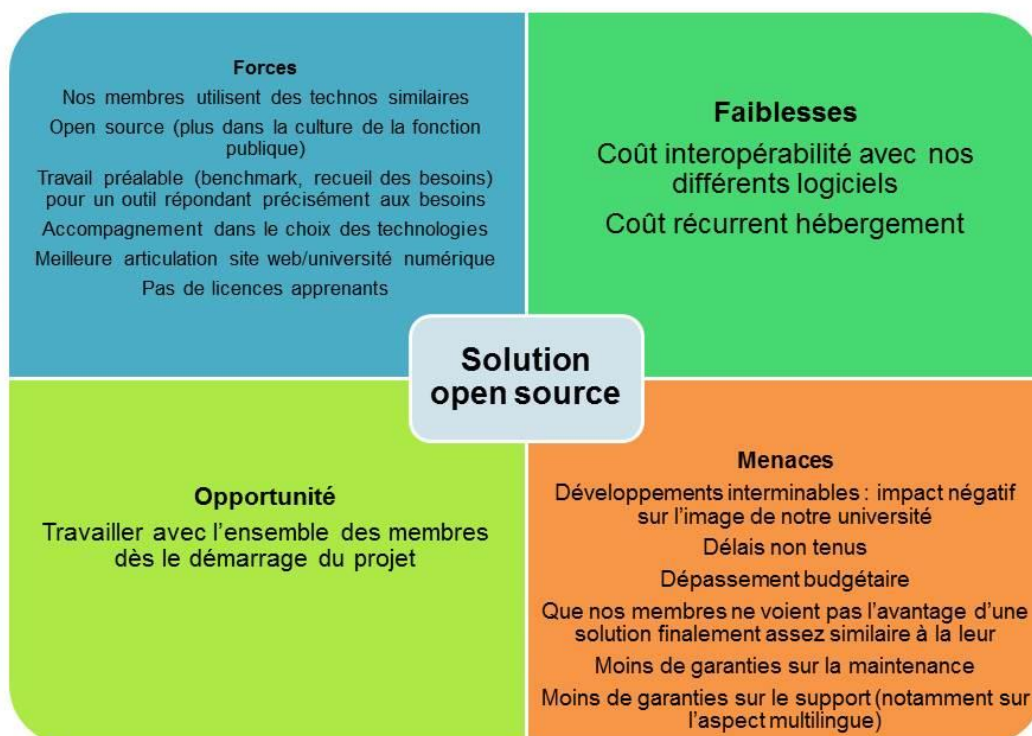 Forces
Nos membres utilisent des technos similaires
Open source (plus dans la culture de la fonction
publique)
Travail préalable (benchmark, recueil des besoins)
pour un outil répondant précisément aux besoins
Accompagnement dans le choix des technologies
Meilleure articulation site web/université numérique
Pas de licences apprenants
Faiblesses
Coût interopérabilité avec nos
différents logiciels
Coût récurrent hébergement
Solution
open source
Opportunité
Travailler avec l'ensemble des membres
dès le démarrage du projet
Menaces
Développements interminables : impact négatif
sur l'image de notre université
Délais non tenus
Dépassement budgétaire
Que nos membres ne voient pas l'avantage d'une
solution finalement assez similaire à la leur
Moins de garanties sur la maintenance
Moins de garanties sur le support (notamment sur
l'aspect multilingue)